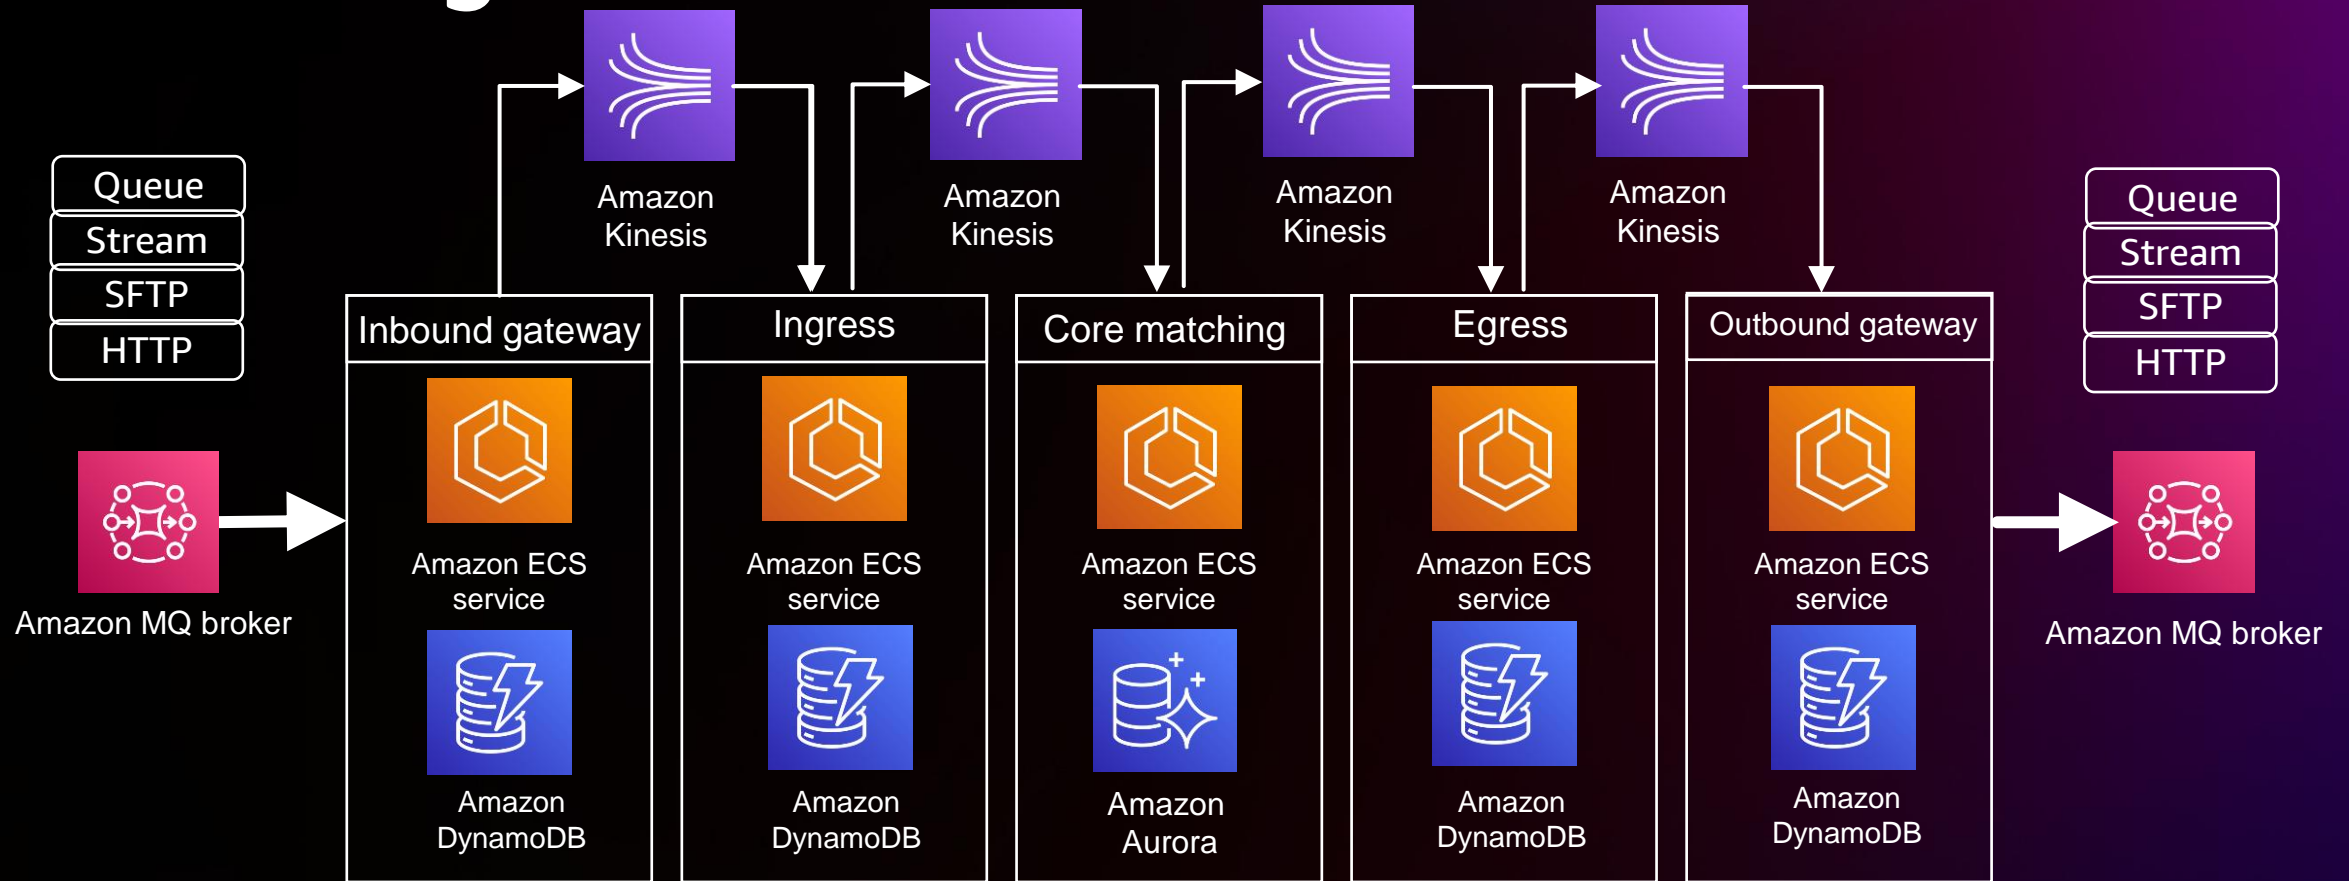 Amazon
Kinesis
Amazon
Kinesis
Amazon
Kinesis
Amazon
Kinesis
Queue
Stream
SFTP
HTTP
Queue
Stream
SFTP
HTTP
Inbound gateway
Ingress
Core matching
Egress
Outbound gateway
Amazon MQ broker
Amazon ECS
service
Amazon ECS
service
Amazon ECS
service
Amazon ECS
service
Amazon ECS
service
Amazon MQ broker
Amazon
DynamoDB
Amazon
DynamoDB
Amazon
Aurora
Amazon
DynamoDB
Amazon
DynamoDB